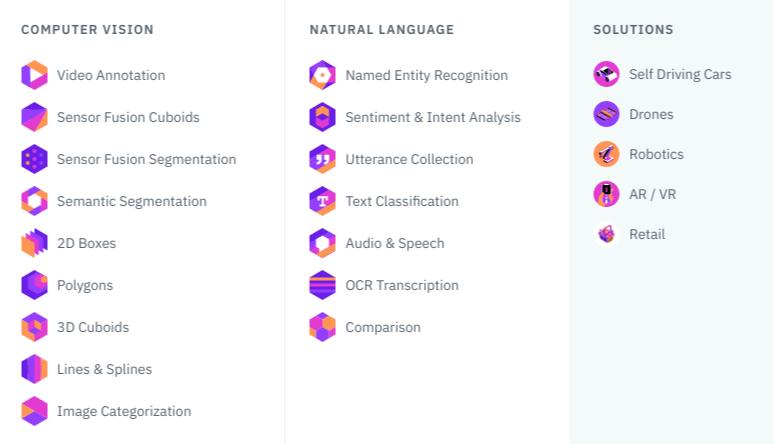 COMPUTER VISION
Video Annotation
Sensor Fusion Cuboids
Sensor Fusion Segmentation
Semantic Segmentation
2D Boxes
Polygons
3D Cuboids
Lines & Splines
Image Categorization
NATURAL LANGUAGE
Named Entity Recognition
Sentiment & Intent Analysis
Utterance Collection
Text Classification
Audio & Speech
OCR Transcription
Comparison
SOLUTIONS
Self Driving Cars
Drones
Robotics
AR / VR
Retail